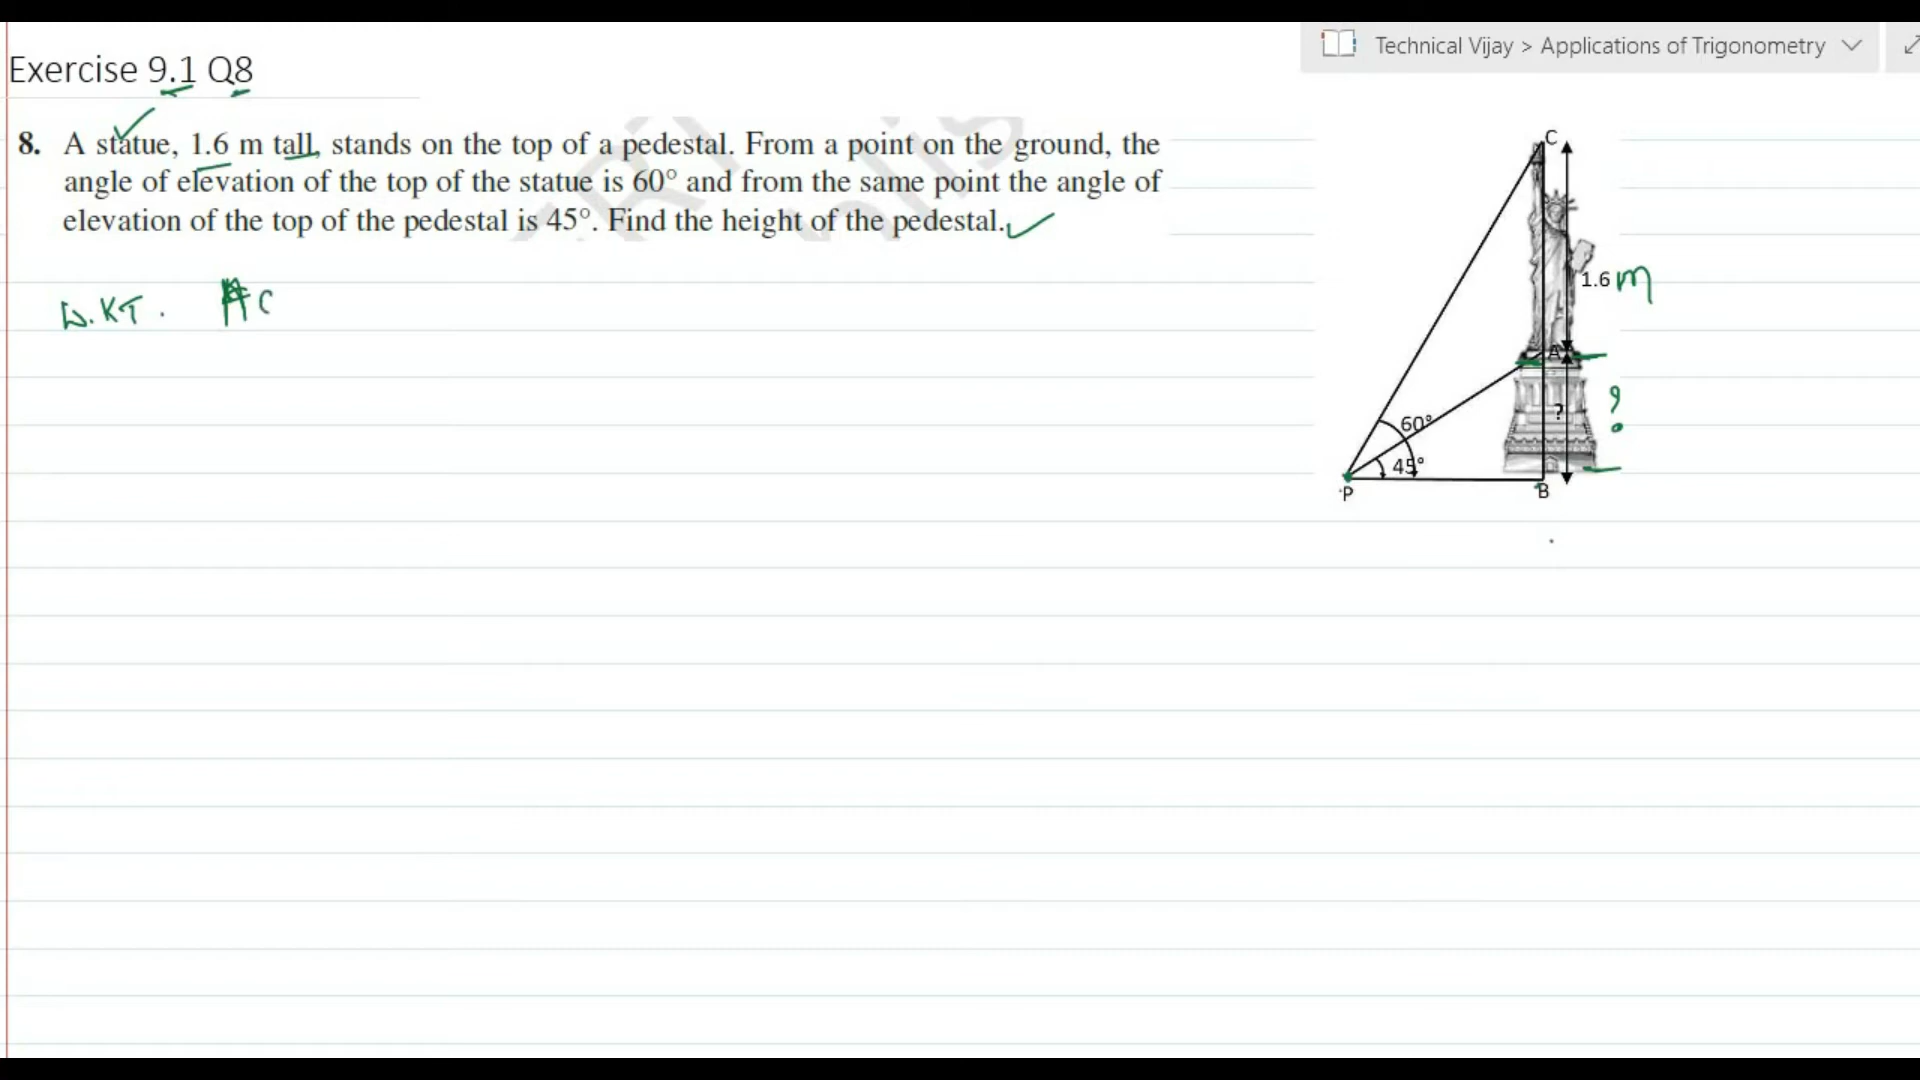 Technical Vijay > Applications of Trigonometry
Exercise 9.1 Q8
8. A statue, 1.6 m tall, stands on the top of a pedestal. From a point on the ground, the
angle of elevation of the top of the statue is 60° and from the same point the angle of
elevation of the top of the pedestal is 45°. Find the height of the pedestal.
W.KT. AC
C
1.6 m
A
?
?
60°
45°
P
B